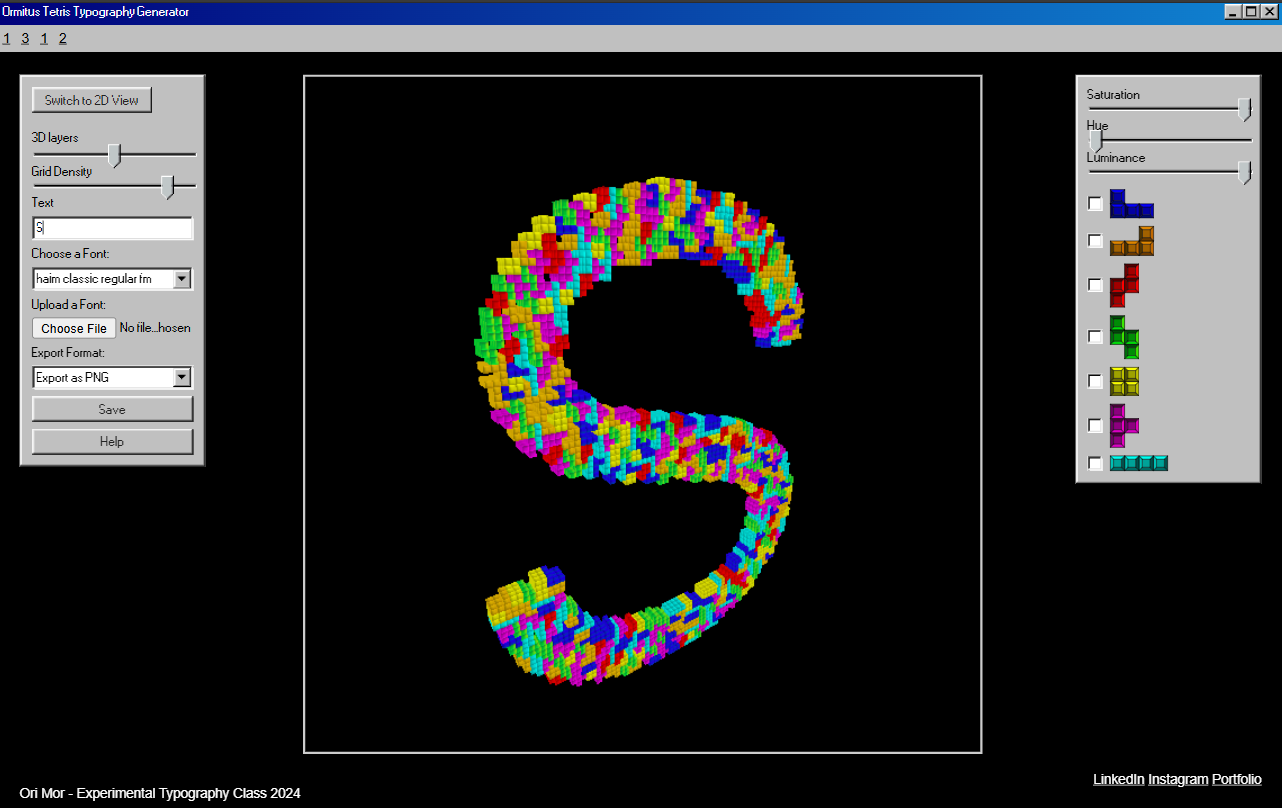 Ormitus Tetris Typography Generator
1 3 1 2
Switch to 2D View
3D layers
Grid Density
Text
S
Choose a Font:
haim classic regular fm
Upload a Font:
Choose File No file...hosen
Export Format:
Export as PNG
Save
Help
S
Saturation
Hue
Luminance
Ori Mor - Experimental Typography Class 2024
LinkedIn Instagram Portfolio